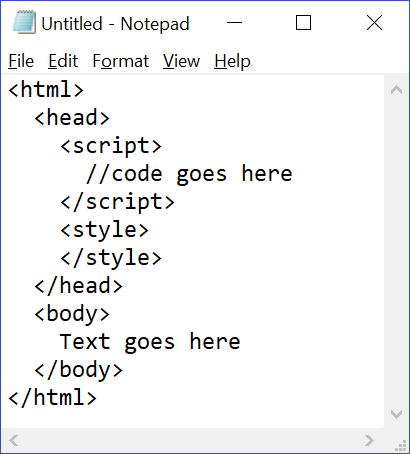 Untitled - Notepad
File Edit Format View Help
<html>
  <head>
    <script>
      //code goes here
    </script>
    <style>
    </style>
  </head>
  <body>
    Text goes here
  </body>
</html>